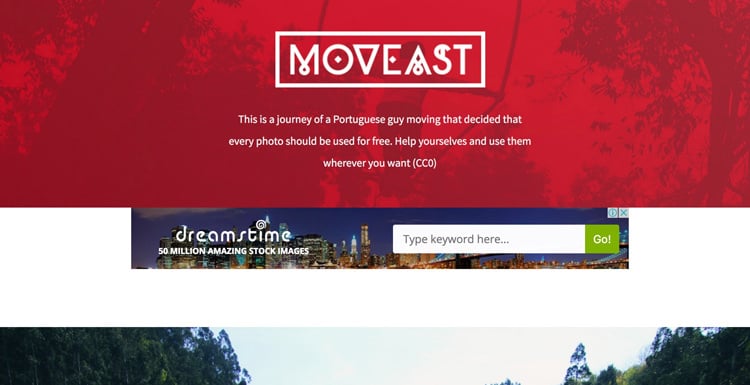 MOVEAST
This is a journey of a Portuguese guy moving that decided that
every photo should be used for free. Help yourselves and use them
wherever you want (CC0)
dreamstime
50 MILLION AMAZING STOCK IMAGES
Type keyword here...
Go!